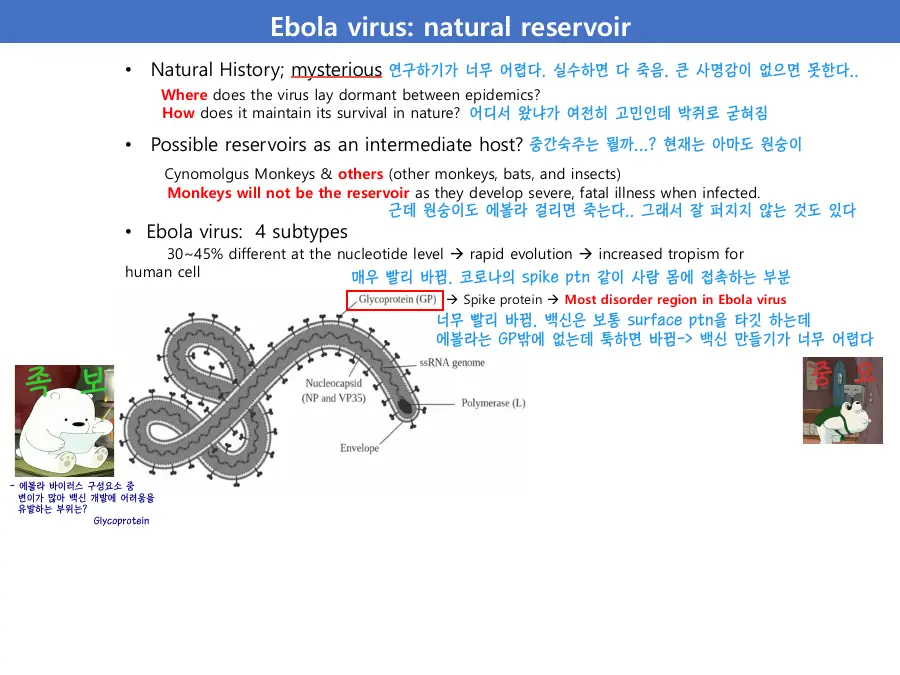 Ebola virus: natural reservoir
• Natural History; mysterious 연구하기가 너무 어렵다. 실수하면 다 죽음. 큰 사명감이 없으면 못한다..
Where does the virus lay dormant between epidemics?
How does it maintain its survival in nature? 어디서 왔냐가 여전히 고민인데 박쥐로 굳혀짐
• Possible reservoirs as an intermediate host? 중간숙주는 뭘까...? 현재는 아마도 원숭이
Cynomolgus Monkeys & others (other monkeys, bats, and insects)
Monkeys will not be the reservoir as they develop severe, fatal illness when infected.
근데 원숭이도 에볼라 걸리면 죽는다.. 그래서 잘 퍼지지 않는 것도 있다
• Ebola virus: 4 subtypes
30~45% different at the nucleotide level → rapid evolution → increased tropism for
human cell
매우 빨리 바뀜. 코로나의 spike ptn 같이 사람 몸에 접촉하는 부분
Glycoprotein (GP) → Spike protein → Most disorder region in Ebola virus
너무 빨리 바뀜. 백신은 보통 surface ptn을 타깃 하는데
에볼라는 GP밖에 없는데 툭하면 바뀜-> 백신 만들기가 너무 어렵다
ssRNA genome
Nucleocapsid
(NP and VP35)
Polymerase (L)
Envelope
족 보
중 요
- 에볼라 바이러스 구성요소 중
변이가 많아 백신 개발에 어려움을
유발하는 부위는?
Glycoprotein